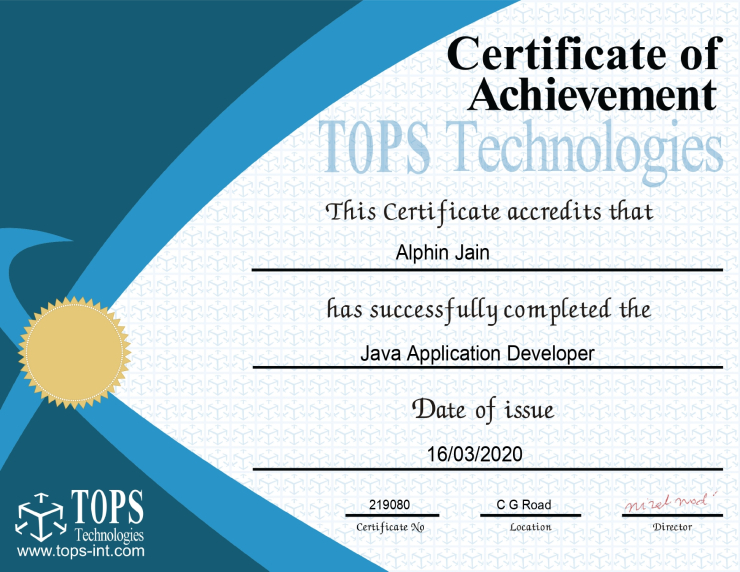 Certificate of
Achievement
TOPS Technologies
This Certificate accredits that
Alphin Jain
has successfully completed the
Java Application Developer
Date of issue
16/03/2020
219080
C G Road
Certificate No
Location
Director
TOPS
Technologies
www.tops-int.com